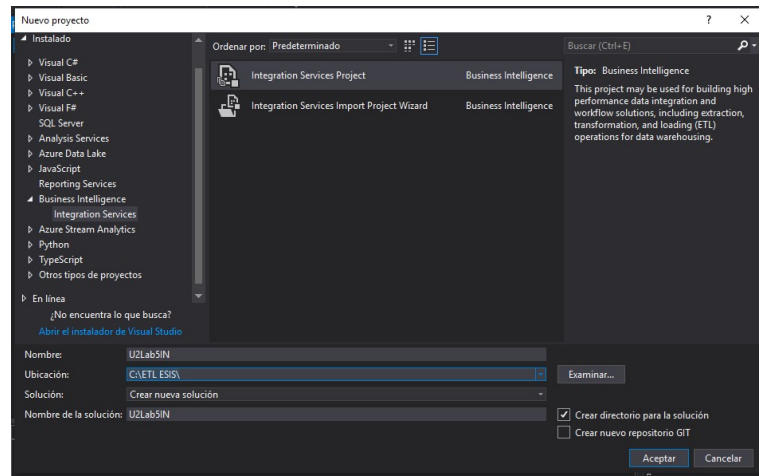 Nuevo proyecto
? ×
Instalado
Visual C#
Visual Basic
Visual C++
Visual F#
SQL Server
Analysis Services
Azure Data Lake
JavaScript
Reporting Services
Business Intelligence
Integration Services
Azure Stream Analytics
Python
TypeScript
Otros tipos de proyectos
En línea
¿No encuentra lo que busca?
Abrir el instalador de Visual Studio
Ordenar por: Predeterminado
Integration Services Project Business Intelligence
Integration Services Import Project Wizard Business Intelligence
Buscar (Ctrl+E)
Tipo: Business Intelligence
This project may be used for building high
performance data integration and
workflow solutions, including extraction,
transformation, and loading (ETL)
operations for data warehousing.
Nombre: U2Lab5IN
Ubicación: C:\ETL ESIS\ Examinar...
Solución: Crear nueva solución
Nombre de la solución: U2Lab5IN
Crear directorio para la solución
Crear nuevo repositorio GIT
Aceptar Cancelar